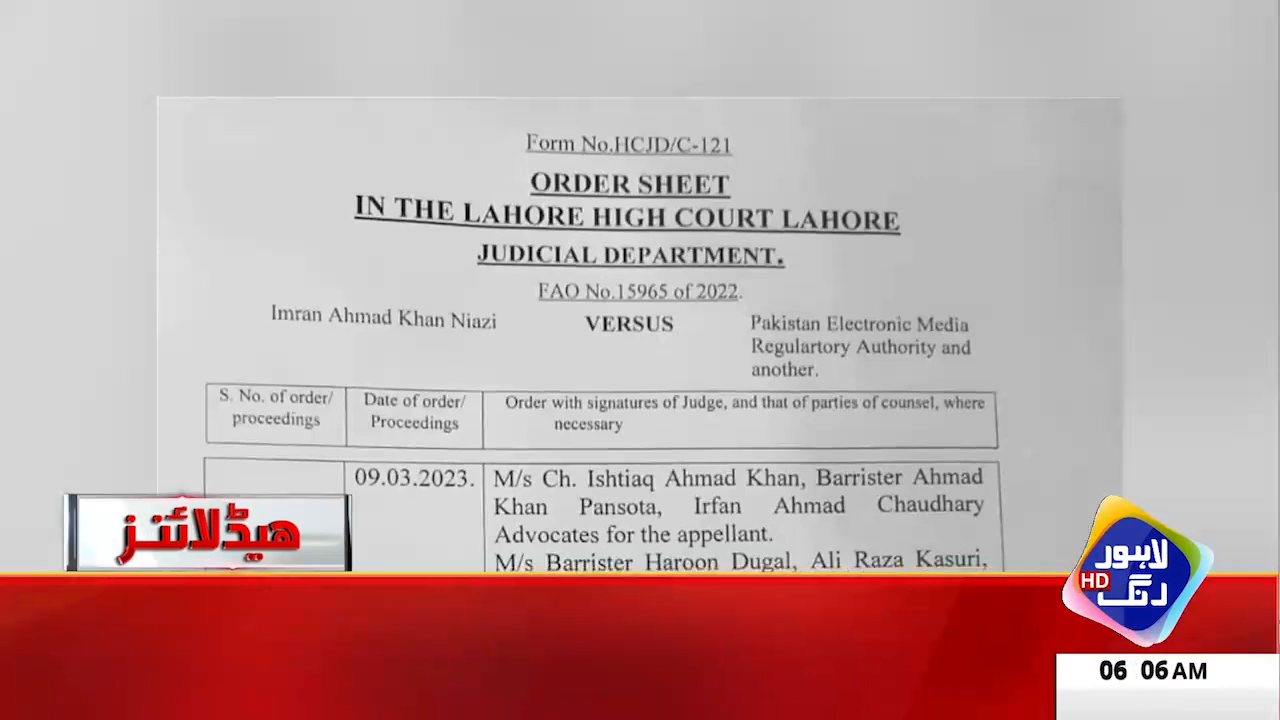 Form No.HCJD/C-121
ORDER SHEET
IN THE LAHORE HIGH COURT LAHORE
JUDICIAL DEPARTMENT.
FAO No.15965 of 2022.
Imran Ahmad Khan Niazi
VERSUS
Pakistan Electronic Media
Regulartory Authority and
another.
S. No. of order/
proceedings
Date of order/
Proceedings
Order with signatures of Judge, and that of parties of counsel, where
necessary
09.03.2023.
M/s Ch. Ishtiaq Ahmad Khan, Barrister Ahmad
Khan Pansota, Irfan Ahmad Chaudhary
Advocates for the appellant.
M/s Barrister Haroon Dugal, Ali Raza Kasuri,
ہیڈلائنز
لاہور
HD رنگ
06 06 AM